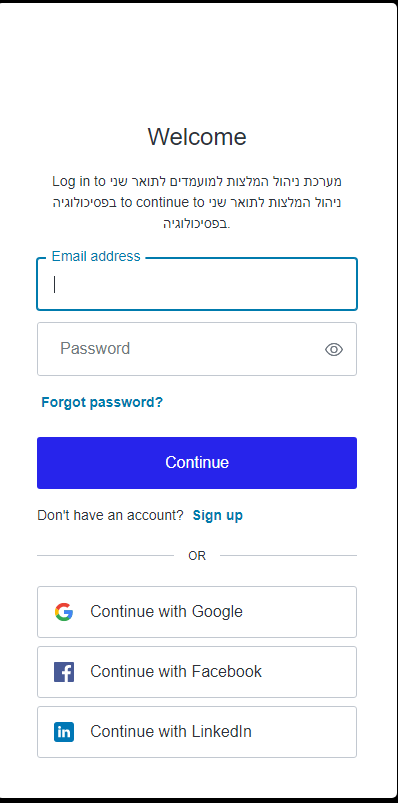 Welcome
Log in to מערכת ניהול המלצות למועמדים לתואר שני
בפסיכולוגיה to continue to ניהול המלצות לתואר שני
בפסיכולוגיה.
Email address
Password
Forgot password?
Continue
Don't have an account? Sign up
OR
Continue with Google
Continue with Facebook
Continue with LinkedIn